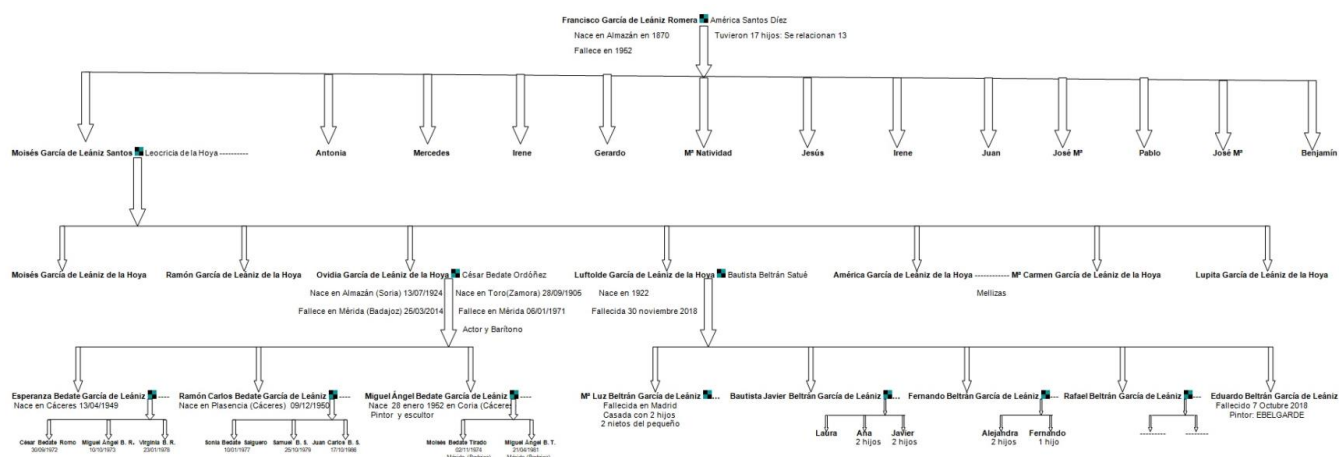 Francisco García de Leániz Romera América Santos Díez
Nace en Almazán en 1870 Tuvieron 17 hijos: Se relacionan 13
Fallece en 1962
Moisés García de Leániz Santos Leocricia de la Hoya ----------
Antonia
Mercedes
Irene
Gerardo
Mª Natividad
Jesús
Irene
Juan
José Mª
Pablo
José Mª
Benjamín
Moisés García de Leániz de la Hoya
Ramón García de Leániz de la Hoya
Ovidia García de Leániz de la Hoya César Bedate Ordóñez
Nace en Almazán (Soria) 13/07/1924 Nace en Toro(Zamora) 28/09/1906
Fallece en Mérida (Badajoz) 26/03/2014 Fallece en Mérida 06/01/1971
Actor y Barítono
Luftolde García de Leániz de la Hoya Bautista Beltrán Satué
Nace en 1922
Fallecida 30 noviembre 2018
América García de Leániz de la Hoya ---------- Mª Carmen García de Leániz de la Hoya
Mellizas
Lupita García de Leániz de la Hoya
Esperanza Bedate García de Leániz ----
Nace en Cáceres 13/04/1949
Ramón Carlos Bedate García de Leániz ----
Nace en Plasencia (Cáceres) 09/12/1950
Miguel Ángel Bedate García de Leániz ----
Nace 28 enero 1952 en Coria (Cáceres)
Pintor y escultor
Mª Luz Beltrán García de Leániz ...
Fallecida en Madrid
Casada con 2 hijos
2 nietos del pequeño
Bautista Javier Beltrán García de Leániz ...
Fernando Beltrán García de Leániz ...
Rafael Beltrán García de Leániz ...
Eduardo Beltrán García de Leániz
Fallecido 7 Octubre 2018
Pintor: EBELGARDE
César Bedate Romo
30/09/1972
Miguel Ángel B. R.
10/10/1973
Virginia B. R.
23/01/1978
Sonia Bedate Salguero
10/01/1977
Samuel B. S.
25/10/1979
Juan Carlos B. S.
17/10/1986
Moisés Bedate Tirado
02/11/1974
Mérida (Badajoz)
Miguel Ángel B. T.
21/04/1981
Mérida (Badajoz)
Laura
Ana
2 hijos
Javier
2 hijos
Alejandra
2 hijos
Fernando
1 hijo
---------
--------